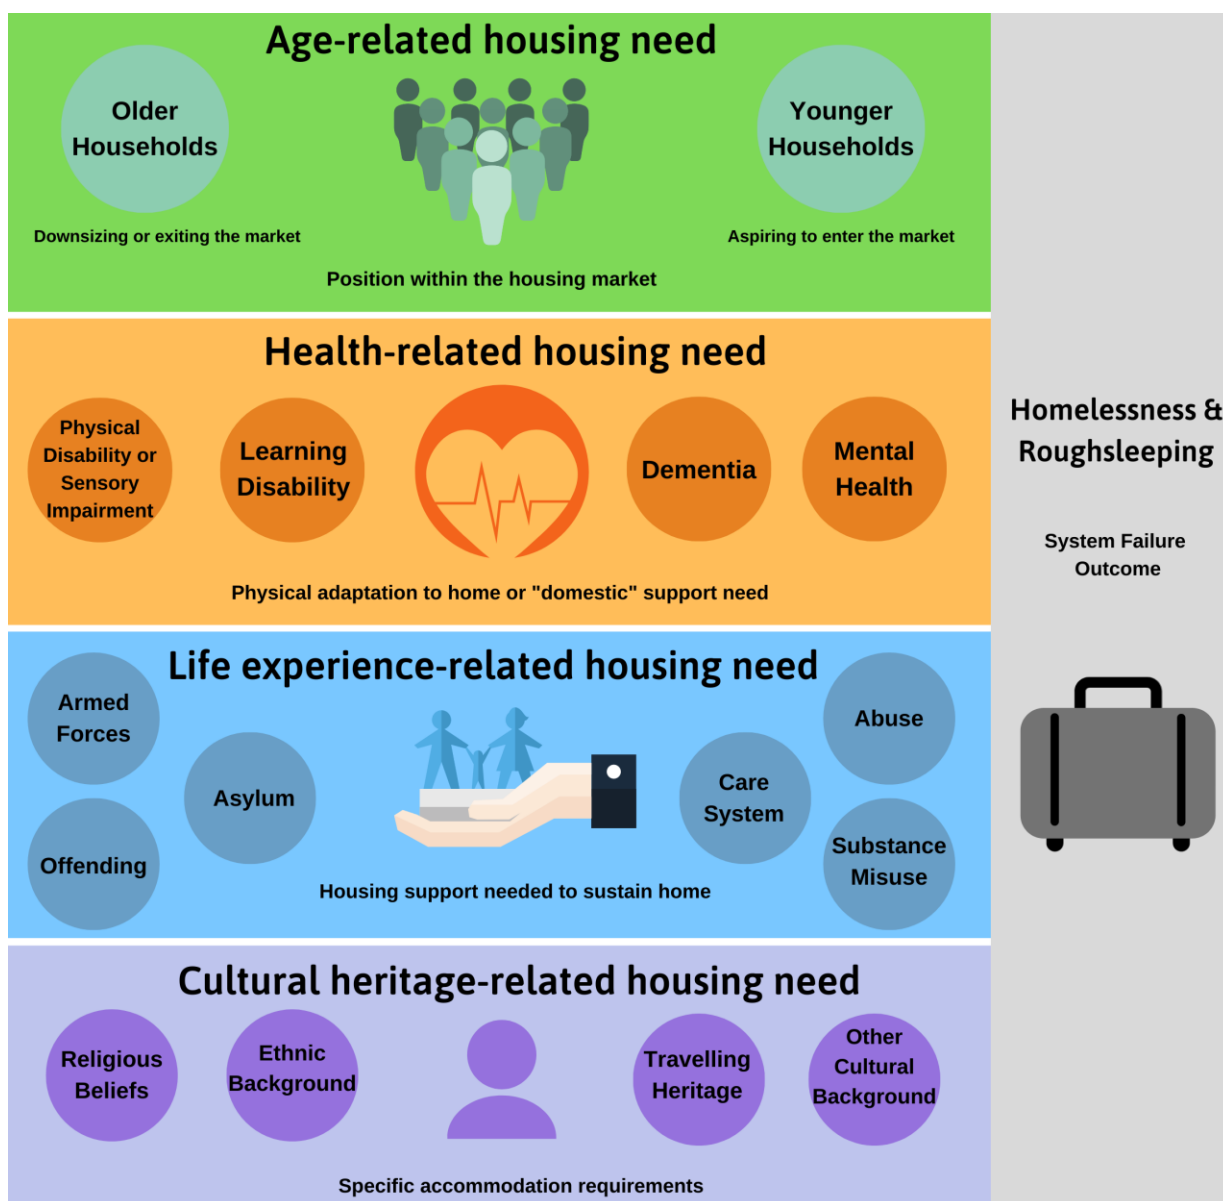 Age-related housing need
Older
Households
Younger
Households
Downsizing or exiting the market
Aspiring to enter the market
Position within the housing market
Health-related housing need
Physical
Disability or
Sensory
Impairment
Learning
Disability
Dementia
Mental
Health
Physical adaptation to home or "domestic" support need
Life experience-related housing need
Armed
Forces
Offending
Asylum
Care
System
Abuse
Substance
Misuse
Housing support needed to sustain home
Cultural heritage-related housing need
Religious
Beliefs
Ethnic
Background
Travelling
Heritage
Other
Cultural
Background
Specific accommodation requirements
Homelessness &
Roughsleeping
System Failure
Outcome